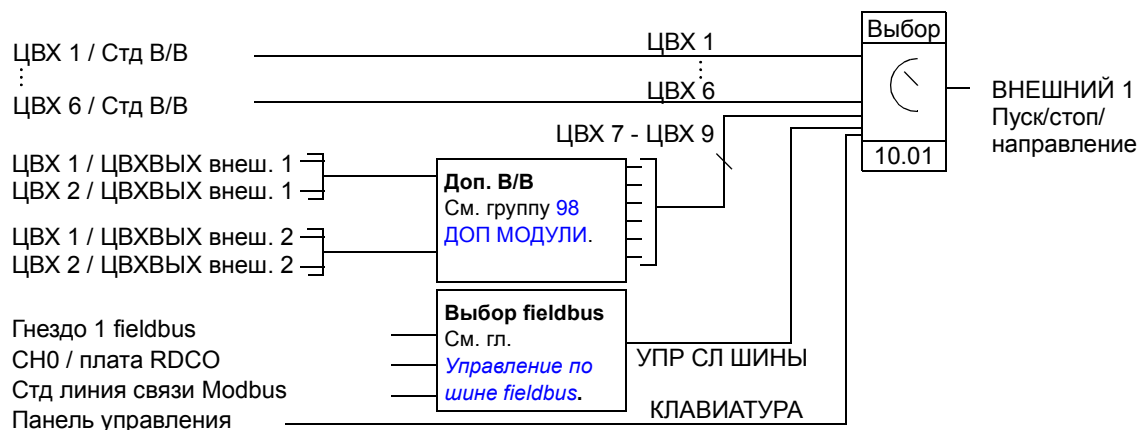 Выбор
ЦВХ 1 / Стд В/В
ЦВХ 1
ЦВХ 6 / Стд В/В
ЦВХ 6
ВНЕШНИЙ 1
Пуск/стоп/
направление
ЦВХ 7 - ЦВХ 9
10.01
ЦВХ 1 / ЦВХВЫХ внеш. 1
ЦВХ 2 / ЦВХВЫХ внеш. 1
ЦВХ 1 / ЦВХВЫХ внеш. 2
ЦВХ 2 / ЦВХВЫХ внеш. 2
Доп. В/В
См. группу 98
ДОП МОДУЛИ.
Выбор fieldbus
См. гл.
Управление по
шине fieldbus.
Гнездо 1 fieldbus
CH0 / плата RDCO
Стд линия связи Modbus
Панель управления
УПР СЛ ШИНЫ
КЛАВИАТУРА